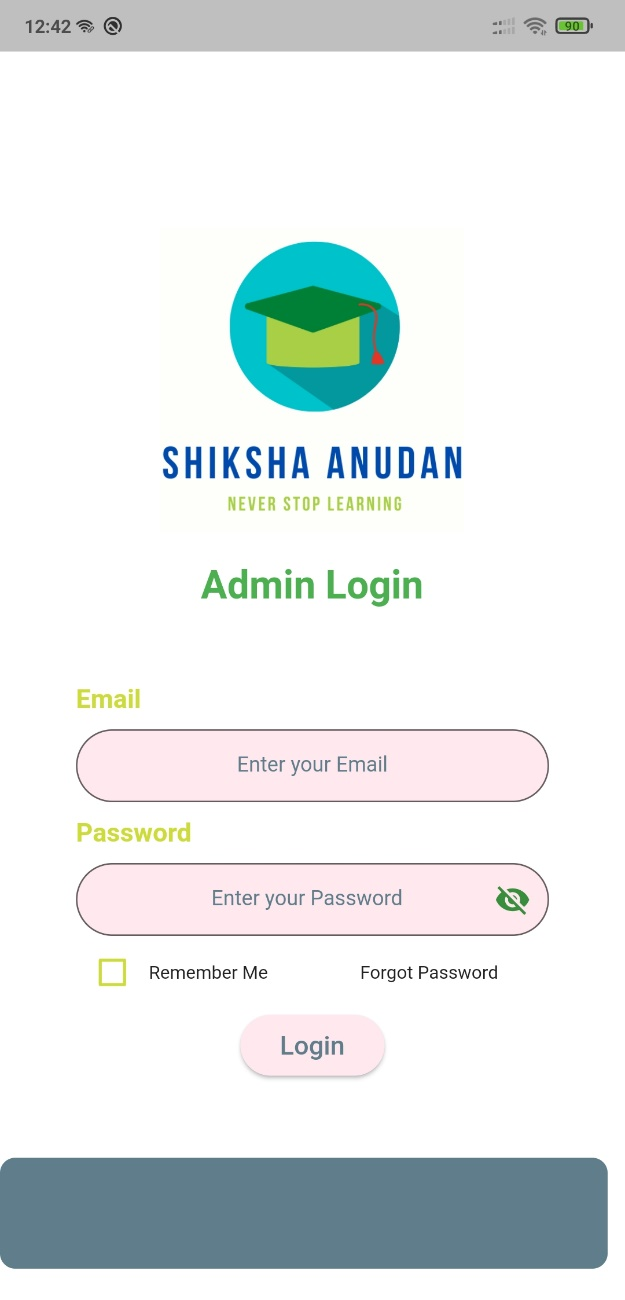 12:42
90
SHIKSHA ANUDAN
NEVER STOP LEARNING
Admin Login
Email
Enter your Email
Password
Enter your Password
Remember Me Forgot Password
Login